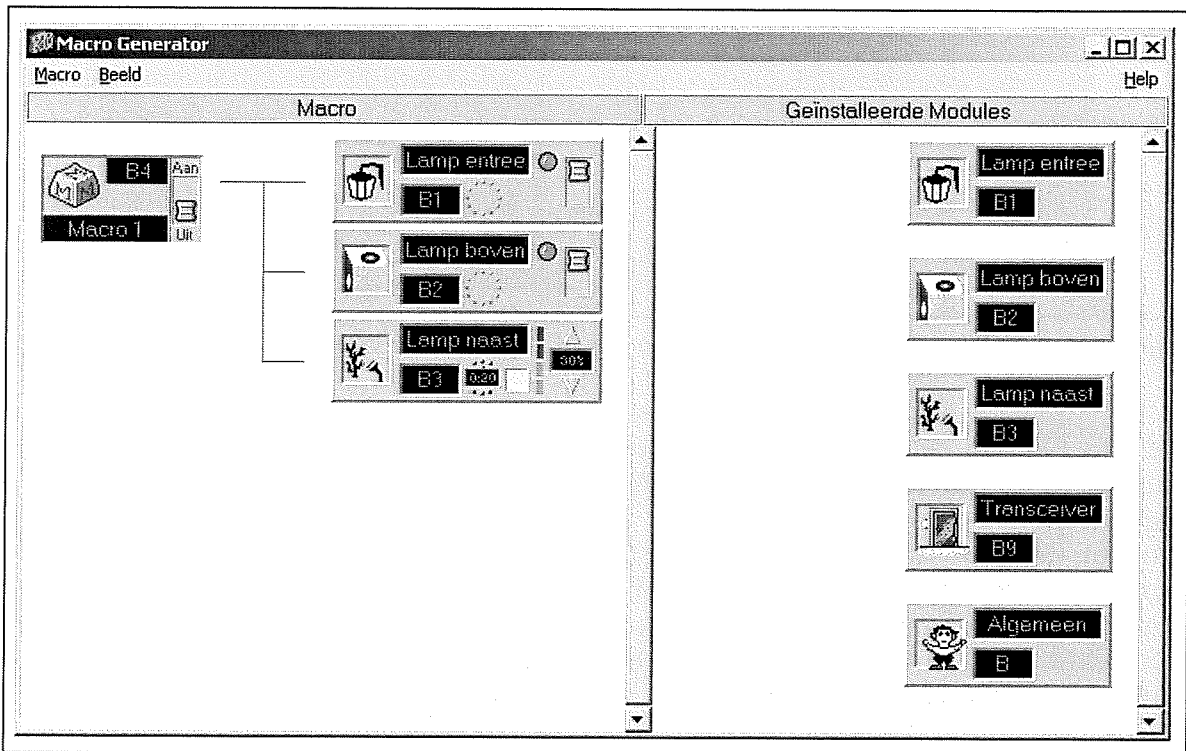 Macro Generator
Macro Beeld Help
Macro
Geïnstalleerde Modules
B4 Aan
Macro 1 Uit
Lamp entree
B1
Lamp boven
B2
Lamp naast
30%
B3 0:20
Lamp entree
B1
Lamp boven
B2
Lamp naast
B3
Transceiver
B9
Algemeen
B